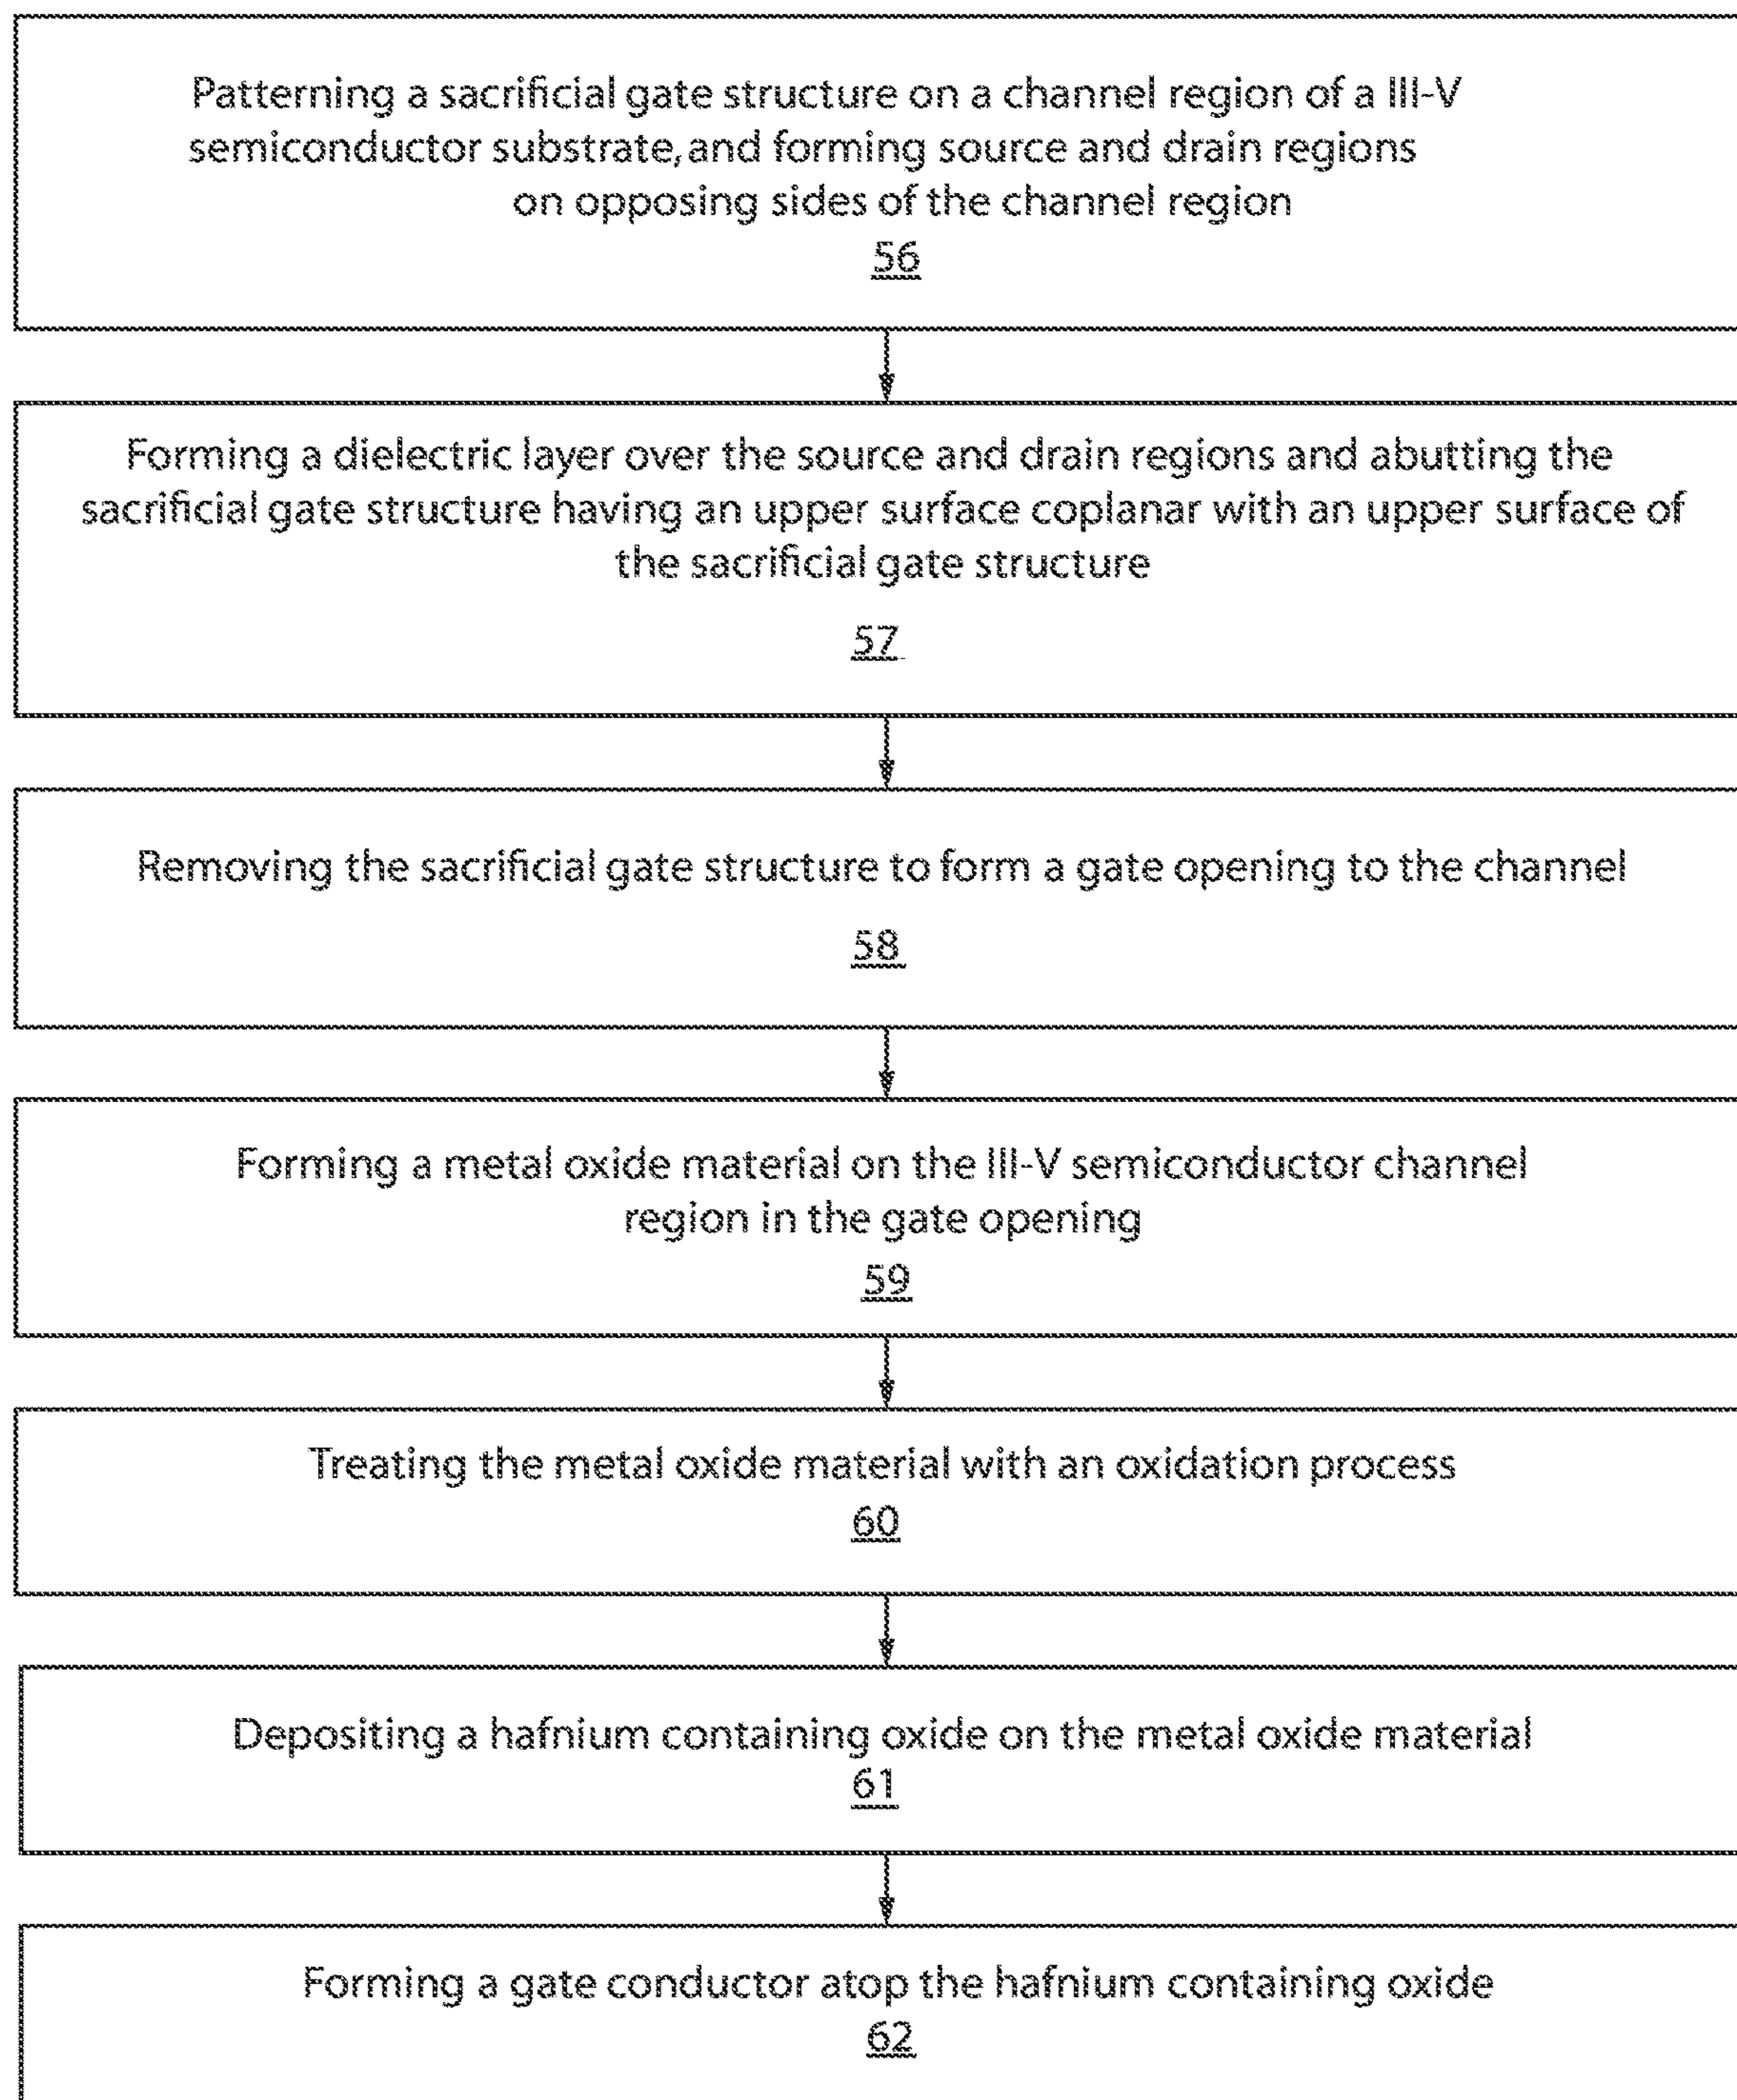 Patterning a sacrificial gate structure on a channel region of a III-V
semiconductor substrate, and forming source and drain regions
on opposing sides of the channel region
56
Forming a dielectric layer over the source and drain regions and abutting the
sacrificial gate structure having an upper surface coplanar with an upper surface of
the sacrificial gate structure
57
Removing the sacrificial gate structure to form a gate opening to the channel
58
Forming a metal oxide material on the III-V semiconductor channel
region in the gate opening
59
Treating the metal oxide material with an oxidation process
60
Depositing a hafnium containing oxide on the metal oxide material
61
Forming a gate conductor atop the hafnium containing oxide
62